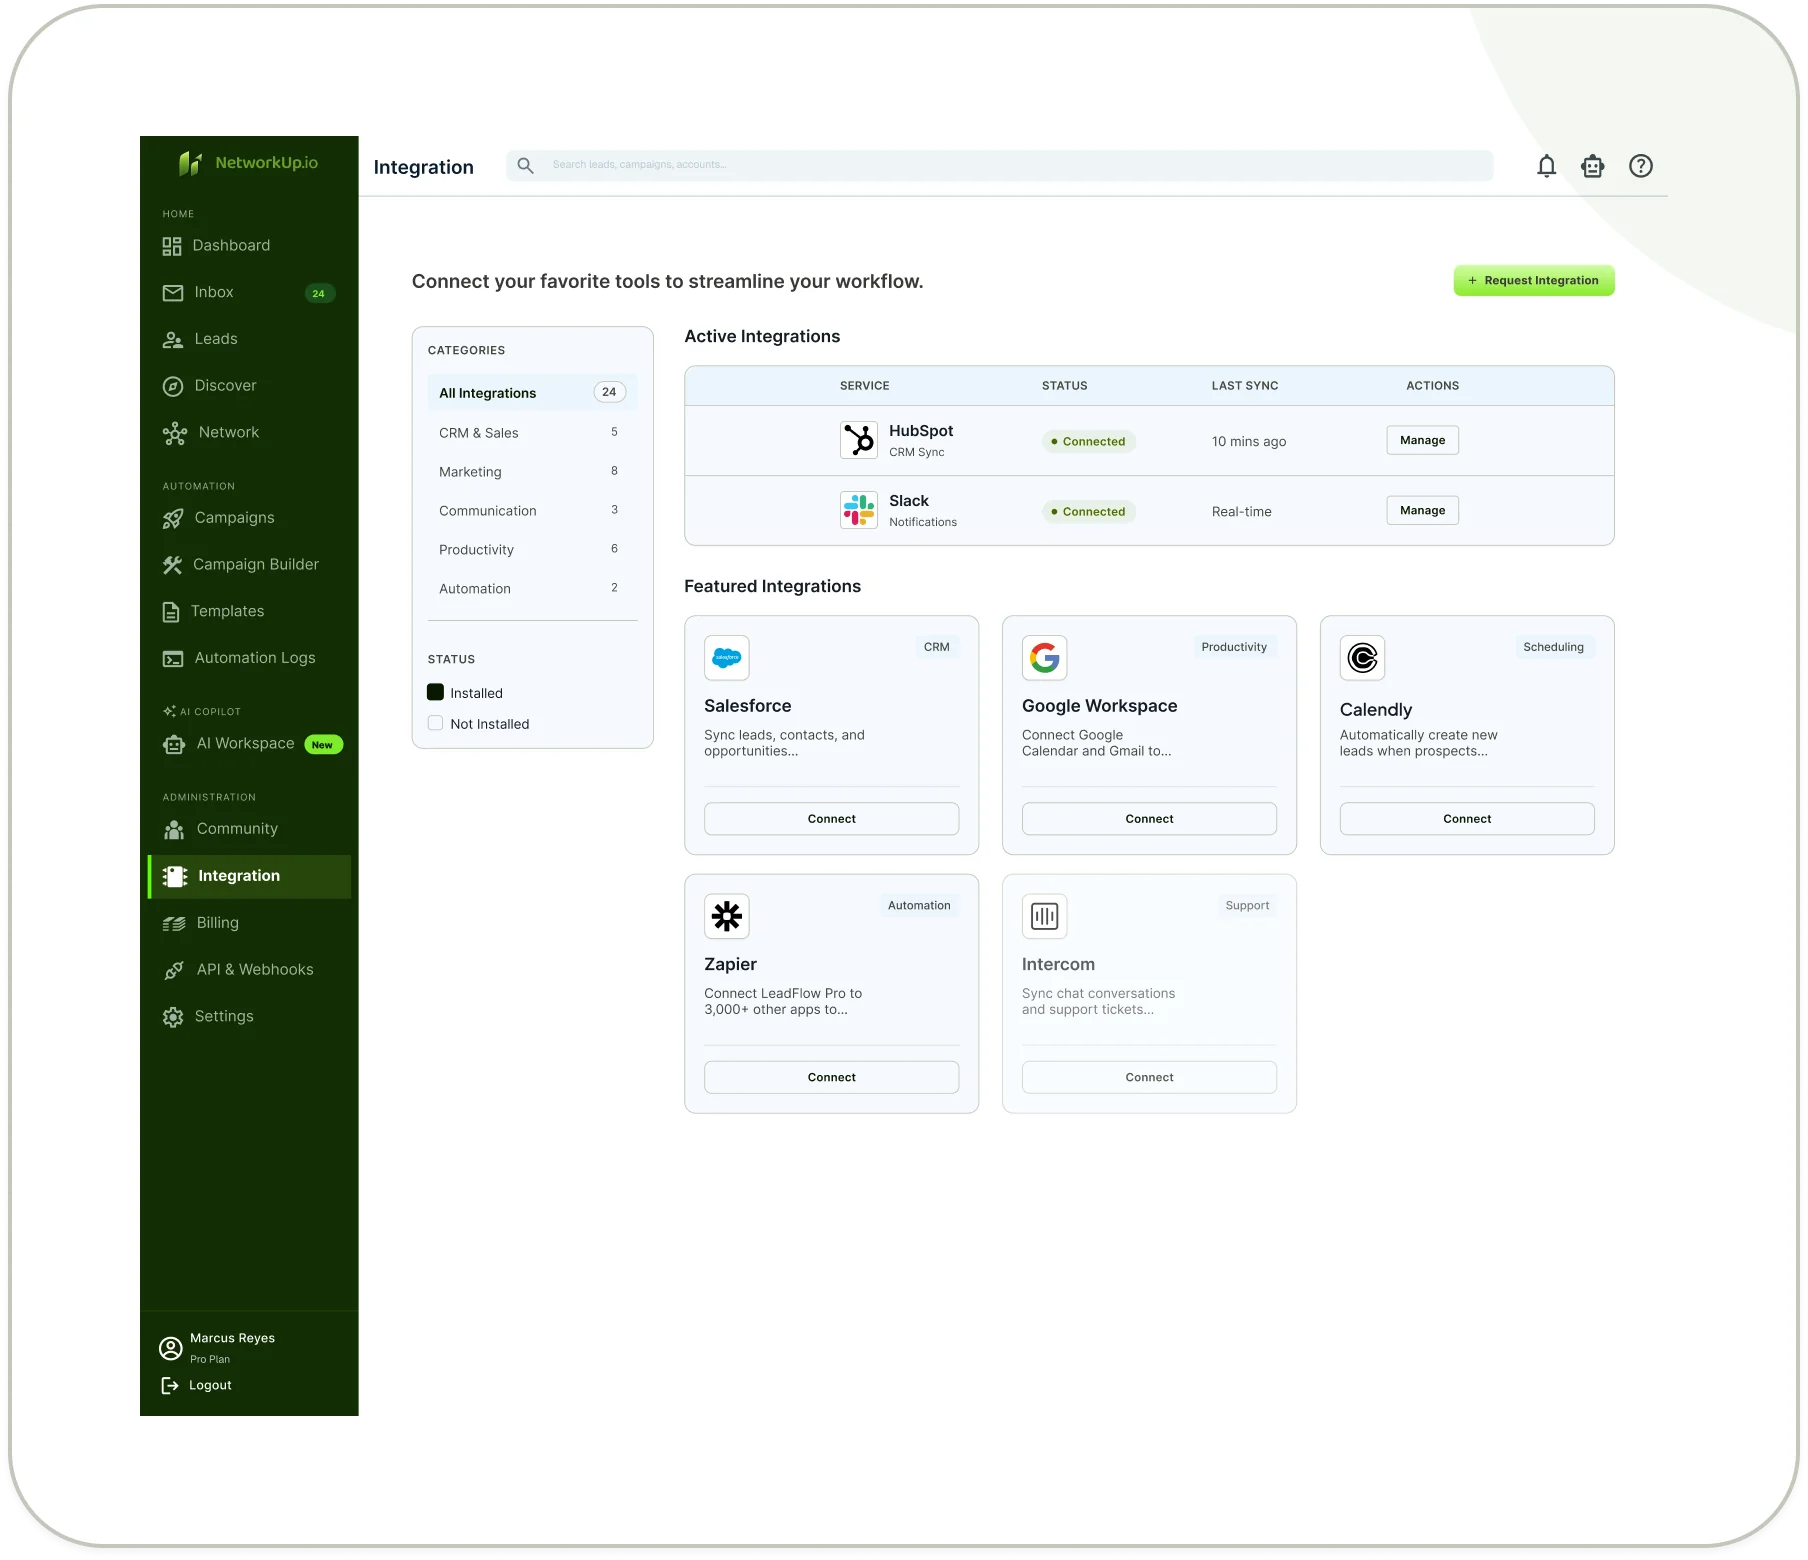 NetworkUp.io
HOME
Dashboard
Inbox
24
Leads
Discover
Network
AUTOMATION
Campaigns
Campaign Builder
Templates
Automation Logs
AI COPILOT
AI Workspace
New
ADMINISTRATION
Community
Integration
Billing
API & Webhooks
Settings
Marcus Reyes
Pro Plan
Logout
Integration
Search leads, campaigns, accounts...
Connect your favorite tools to streamline your workflow.
+ Request Integration
CATEGORIES
All Integrations 24
CRM & Sales 5
Marketing 8
Communication 3
Productivity 6
Automation 2
STATUS
Installed
Not Installed
Active Integrations
SERVICE STATUS LAST SYNC ACTIONS
HubSpot
CRM Sync
Connected
10 mins ago
Manage
Slack
Notifications
Connected
Real-time
Manage
Featured Integrations
salesforce
CRM
Salesforce
Sync leads, contacts, and
opportunities...
Connect
Productivity
Google Workspace
Connect Google
Calendar and Gmail to...
Connect
Scheduling
Calendly
Automatically create new
leads when prospects...
Connect
Automation
Zapier
Connect LeadFlow Pro to
3,000+ other apps to...
Connect
Support
Intercom
Sync chat conversations
and support tickets...
Connect